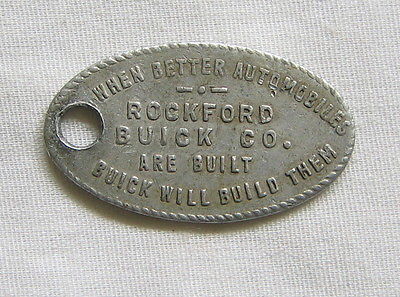 WHEN BETTER AUTOMOBILES
ROCKFORD
BUICK CO.
ARE BUILT
BUICK WILL BUILD THEM